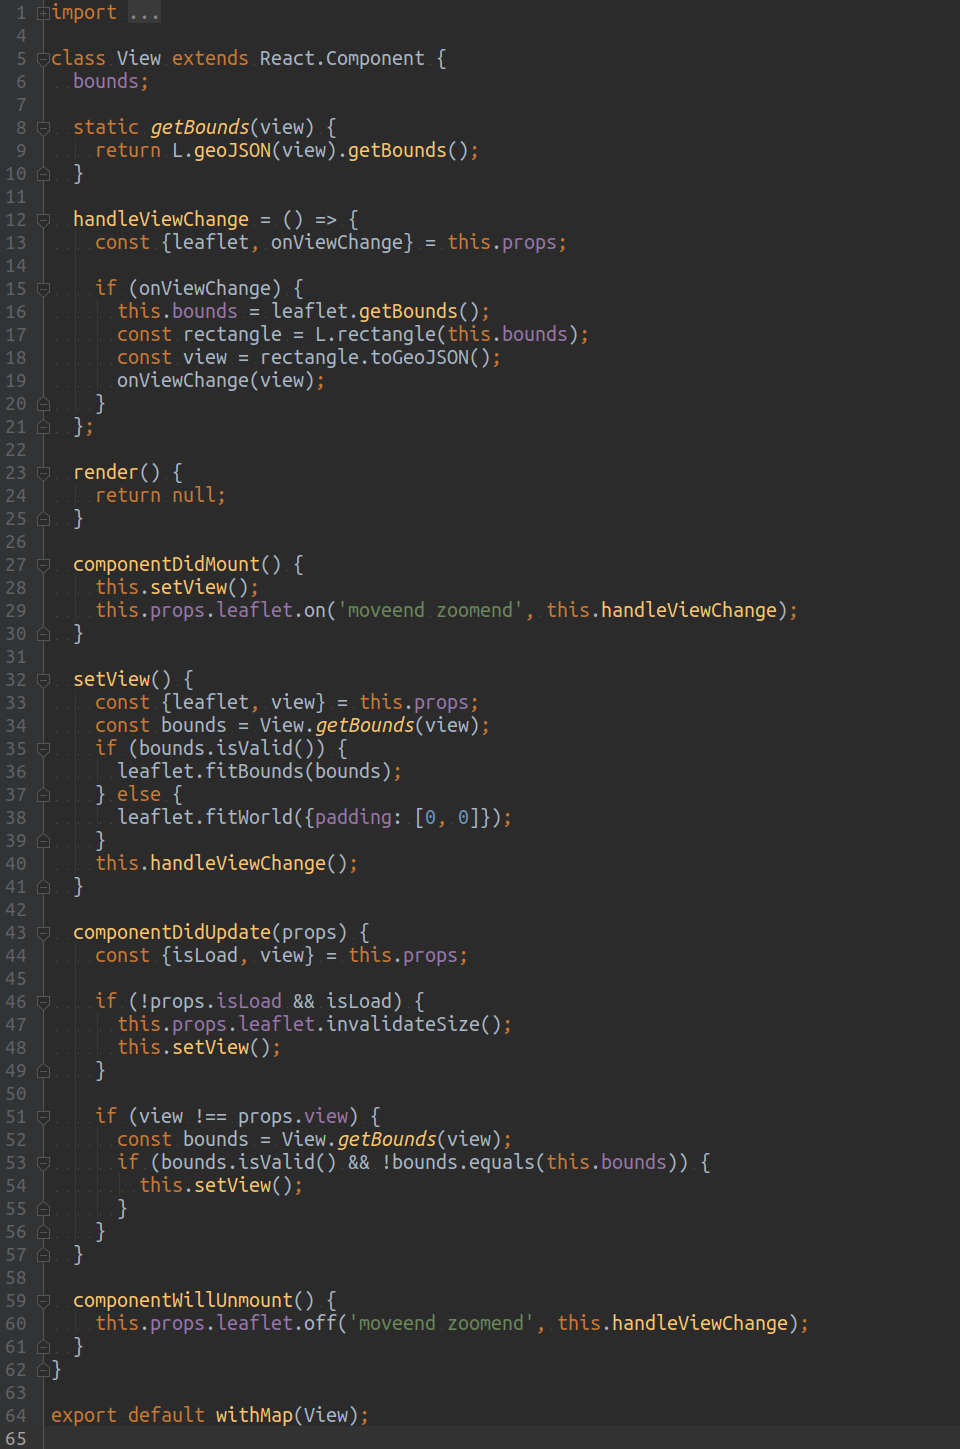 1 import ...
4
5 class View extends React.Component {
6   bounds;
7
8   static getBounds(view) {
9     return L.geoJSON(view).getBounds();
10   }
11
12   handleViewChange = () => {
13     const {leaflet, onViewChange} = this.props;
14
15     if (onViewChange) {
16       this.bounds = leaflet.getBounds();
17       const rectangle = L.rectangle(this.bounds);
18       const view = rectangle.toGeoJSON();
19       onViewChange(view);
20     }
21   };
22
23   render() {
24     return null;
25   }
26
27   componentDidMount() {
28     this.setView();
29     this.props.leaflet.on('moveend zoomend', this.handleViewChange);
30   }
31
32   setView() {
33     const {leaflet, view} = this.props;
34     const bounds = View.getBounds(view);
35     if (bounds.isValid()) {
36       leaflet.fitBounds(bounds);
37     } else {
38       leaflet.fitWorld({padding: [0, 0]});
39     }
40     this.handleViewChange();
41   }
42
43   componentDidUpdate(props) {
44     const {isLoad, view} = this.props;
45
46     if (!props.isLoad && isLoad) {
47       this.props.leaflet.invalidateSize();
48       this.setView();
49     }
50
51     if (view !== props.view) {
52       const bounds = View.getBounds(view);
53       if (bounds.isValid() && !bounds.equals(this.bounds)) {
54         this.setView();
55       }
56     }
57   }
58
59   componentWillUnmount() {
60     this.props.leaflet.off('moveend zoomend', this.handleViewChange);
61   }
62 }
63
64 export default withMap(View);
65